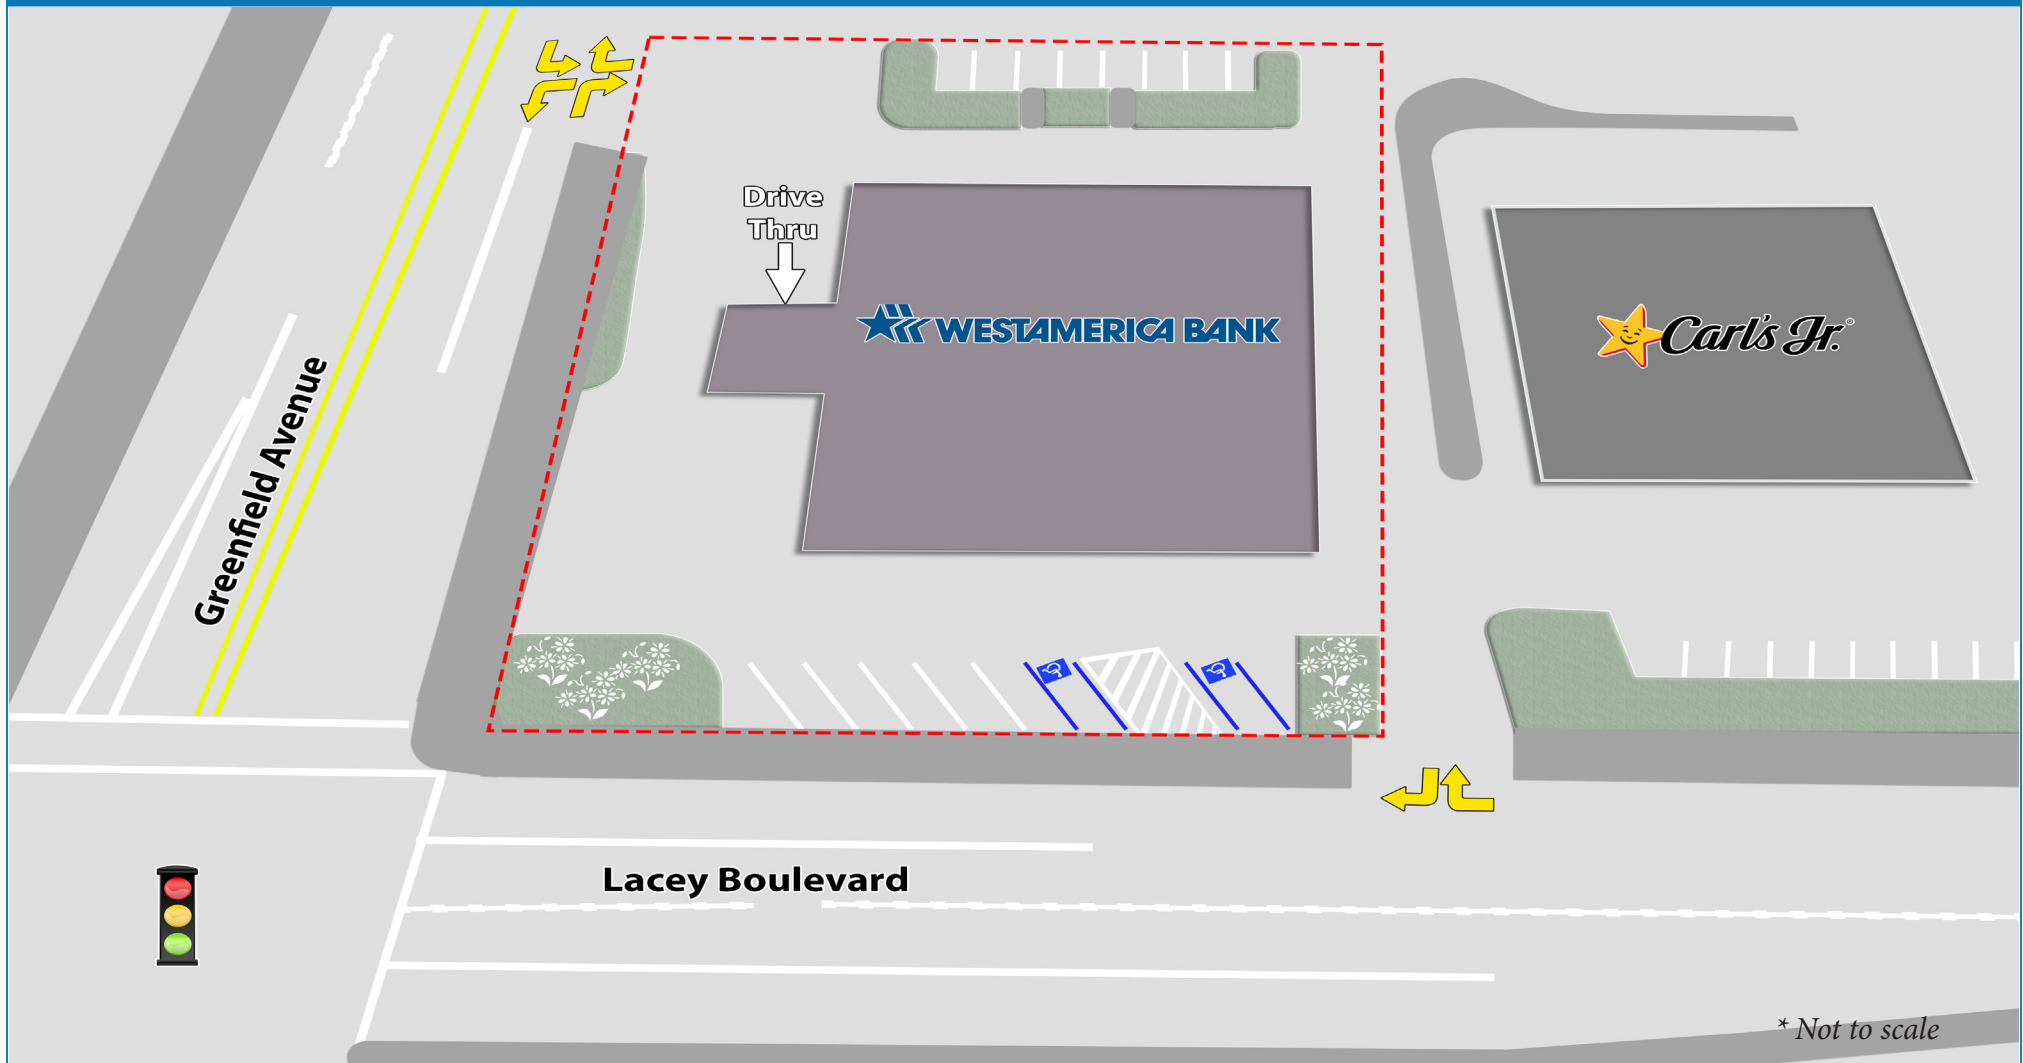 Drive
Thru
WESTAMERICA BANK
Carl's Jr.®
Greenfield Avenue
Lacey Boulevard
* Not to scale